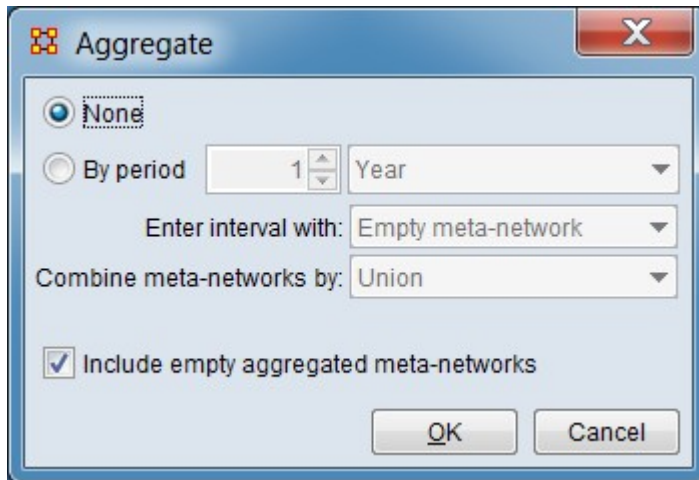 Aggregate
None
By period 1 Year
Enter interval with: Empty meta-network
Combine meta-networks by: Union
Include empty aggregated meta-networks
OK Cancel